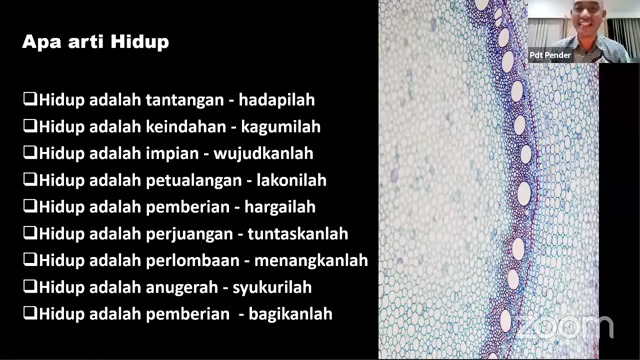 Apa arti Hidup
Pdt Pender
❑Hidup adalah tantangan - hadapilah
❑Hidup adalah keindahan - kagumilah
❑Hidup adalah impian - wujudkanlah
❑Hidup adalah petualangan - lakonilah
❑Hidup adalah pemberian - hargailah
❑Hidup adalah perjuangan - tuntaskanlah
❑Hidup adalah perlombaan - menangkanlah
❑Hidup adalah anugerah - syukurilah
❑Hidup adalah pemberian - bagikanlah
zoom